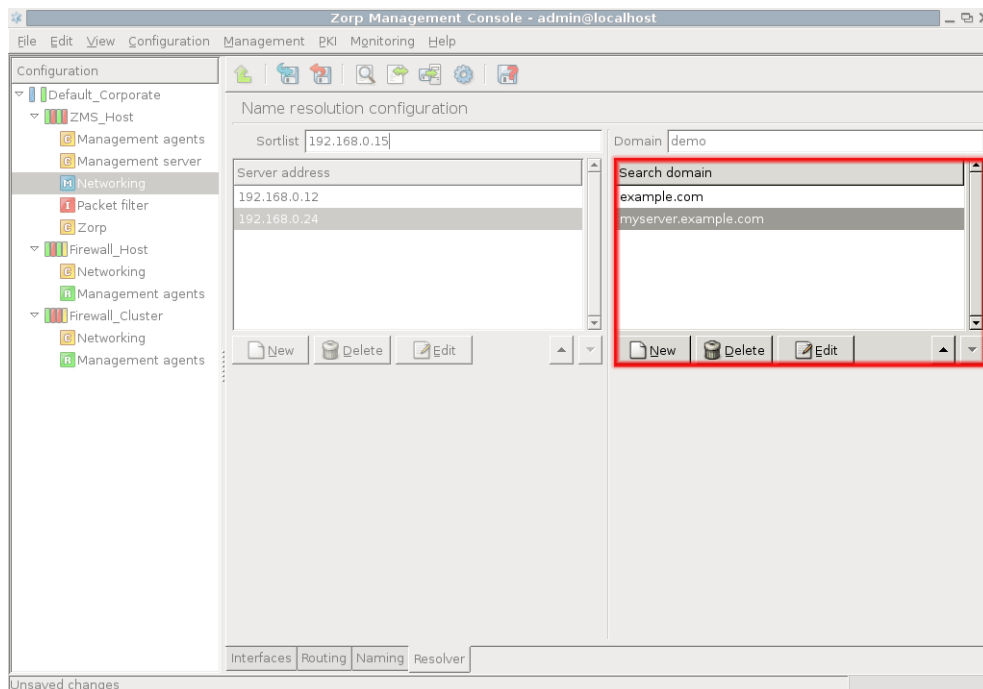 Zorp Management Console - admin@localhost
File Edit View Configuration Management PKI Monitoring Help
Configuration
Default_Corporate
ZMS_Host
Management agents
Management server
Networking
Packet filter
Zorp
Firewall_Host
Networking
Management agents
Firewall_Cluster
Networking
Management agents
Name resolution configuration
Sortlist 192.168.0.15
Server address
192.168.0.12
192.168.0.24
New Delete Edit
Domain demo
Search domain
example.com
myserver.example.com
New Delete Edit
Interfaces Routing Naming Resolver
Unsaved changes